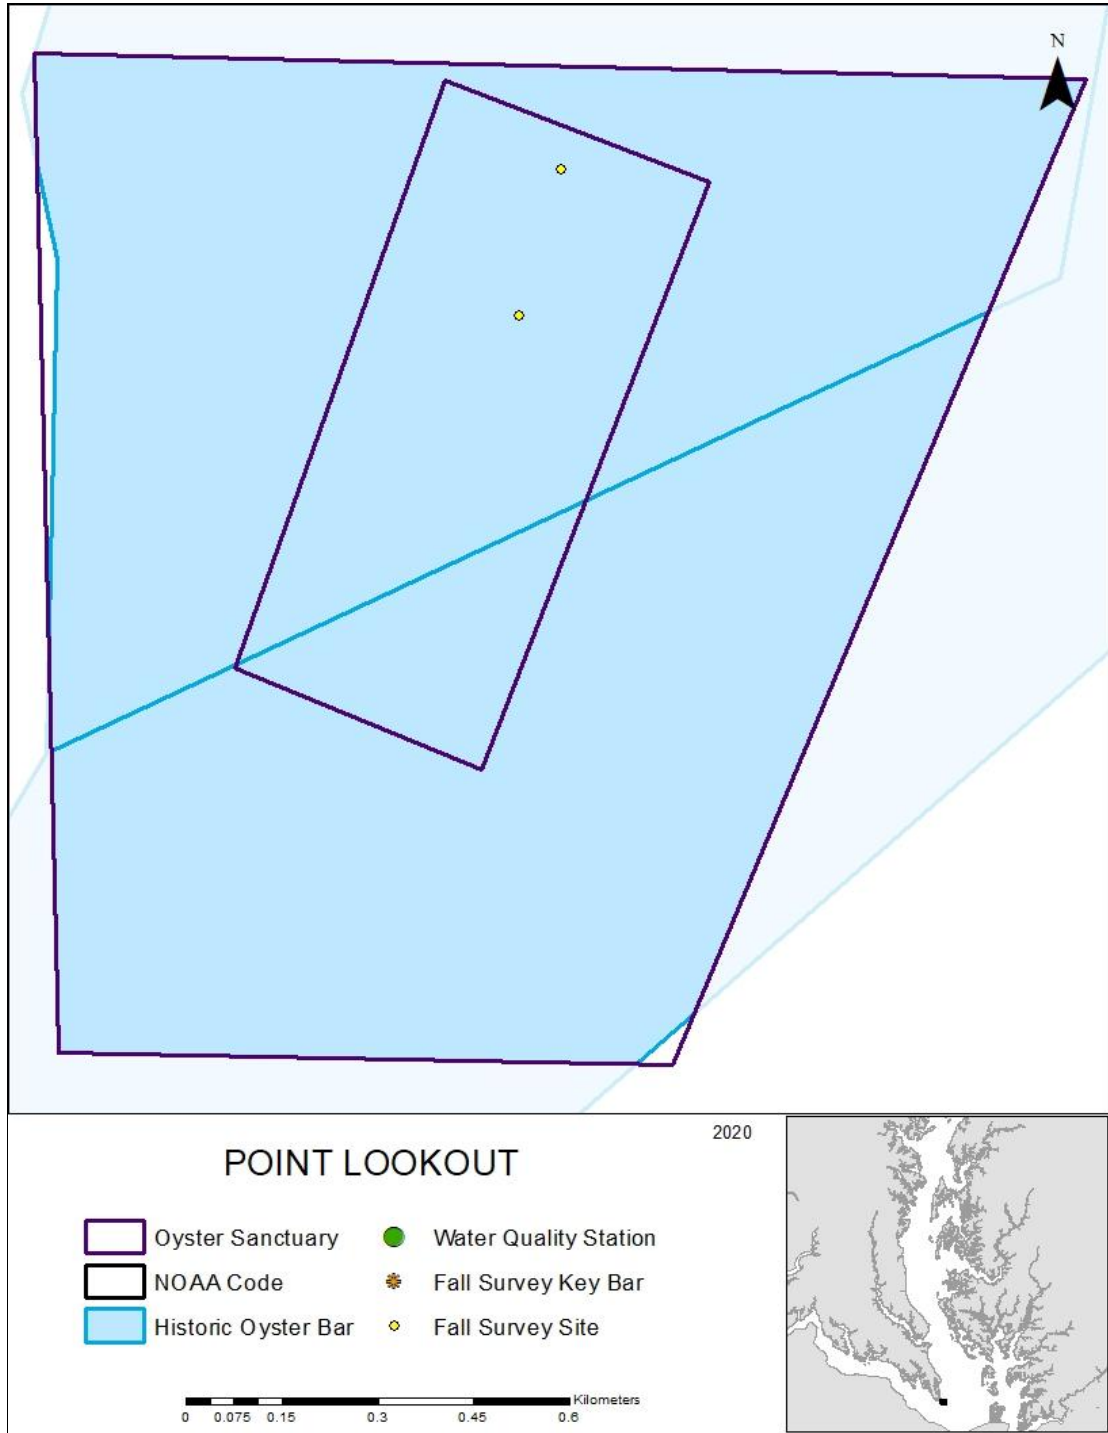 N
2020
POINT LOOKOUT
Oyster Sanctuary
Water Quality Station
NOAA Code
Fall Survey Key Bar
Historic Oyster Bar
Fall Survey Site
Kilometers
0 0.075 0.15 0.3 0.45 0.6